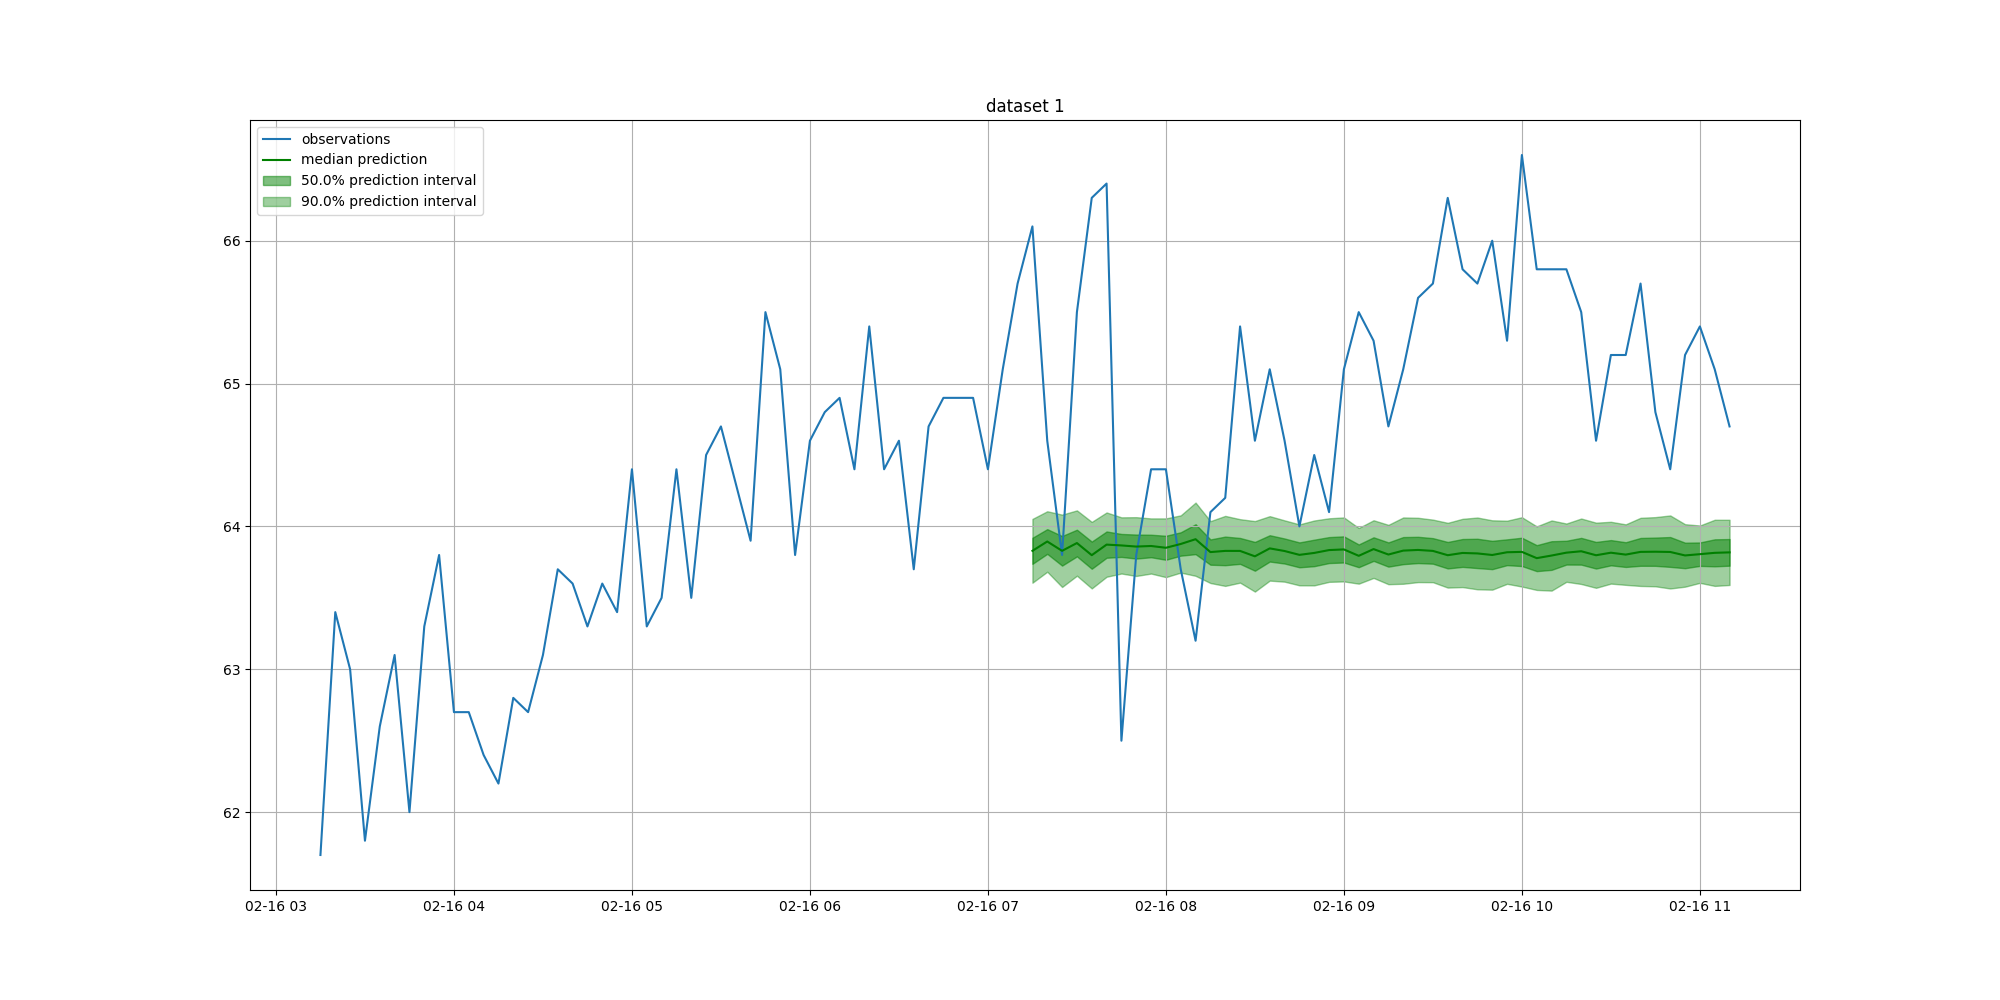 dataset 1
observations
median prediction
50.0% prediction interval
90.0% prediction interval
66
65
64
63
62
02-16 03 02-16 04 02-16 05 02-16 06 02-16 07 02-16 08 02-16 09 02-16 10 02-16 11